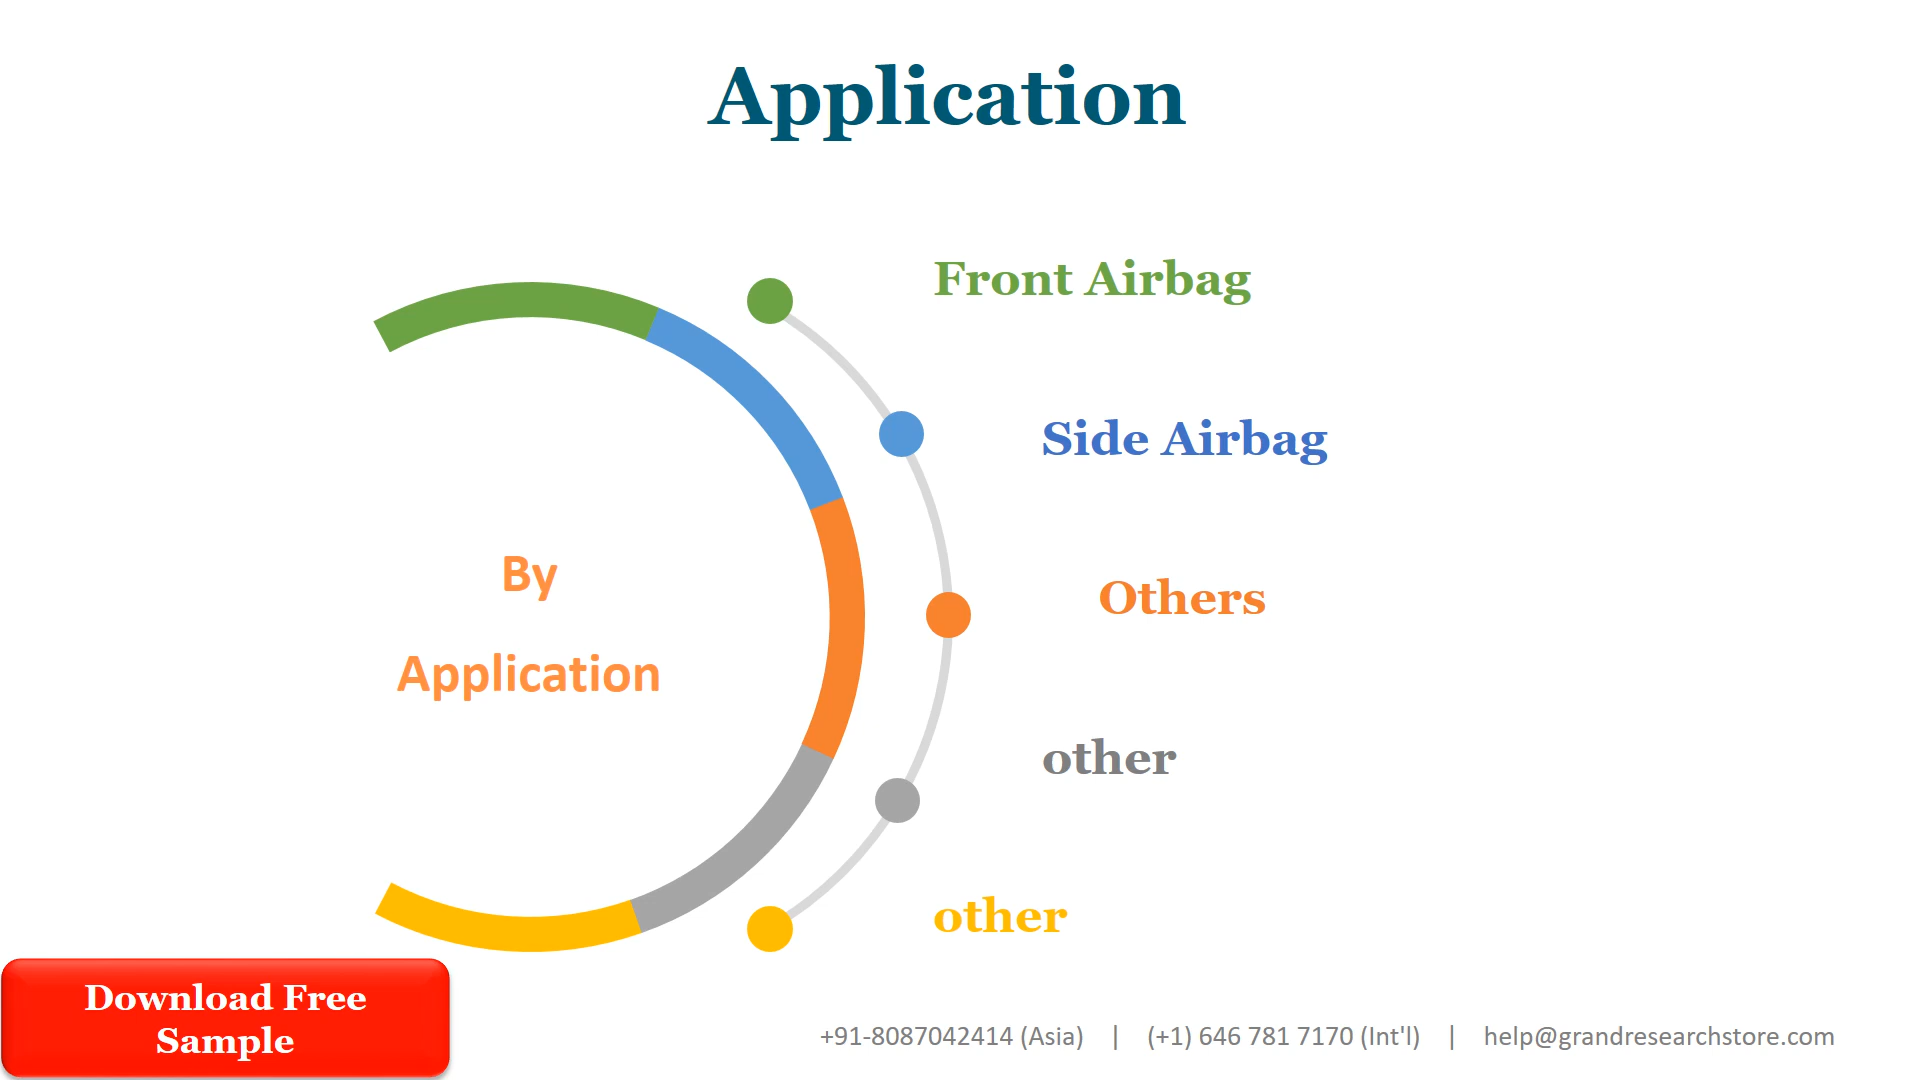 Application
Front Airbag
Side Airbag
Others
other
other
By
Application
Download Free
Sample
+91-8087042414 (Asia) | (+1) 646 781 7170 (Int'l) | help@grandresearchstore.com